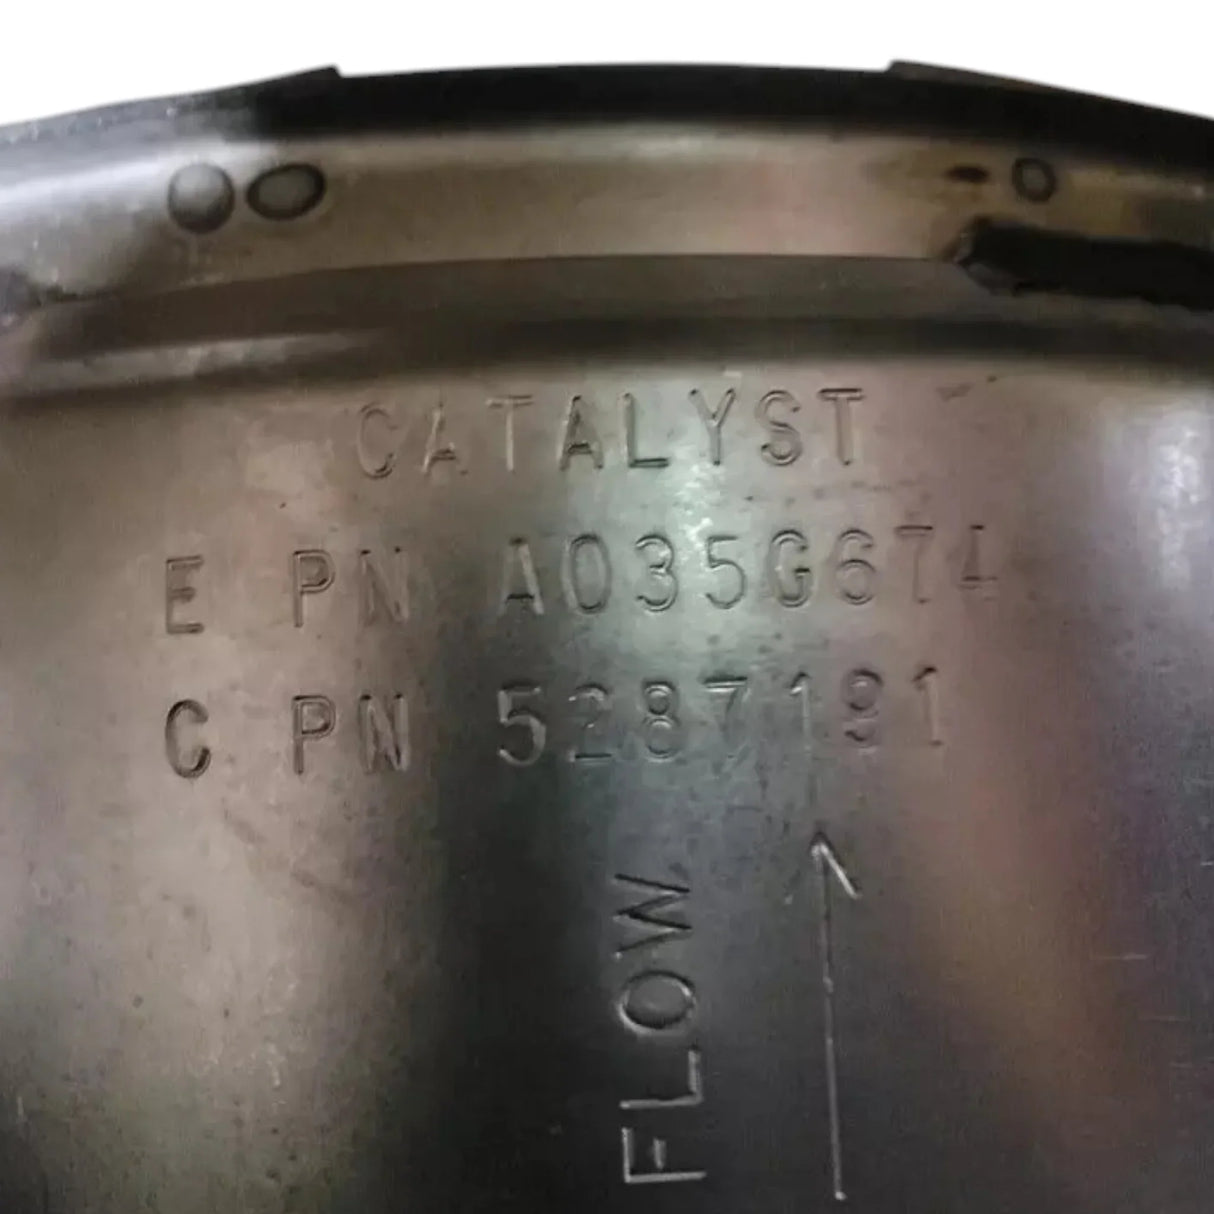 CATALYST
E PN A035G674
C PN 5287191
FLOW